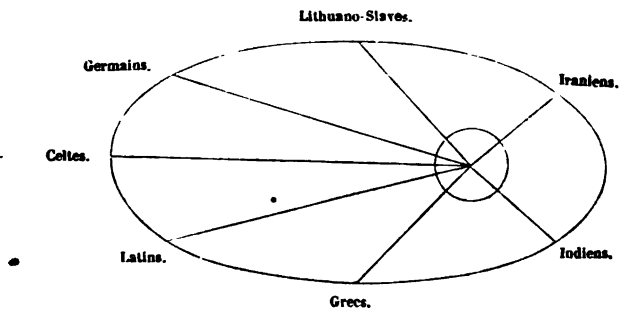 Lithuano-Slaves.
Germains.
Iraniens.
Celtes.
Latins.
Indiens.
Grecs.